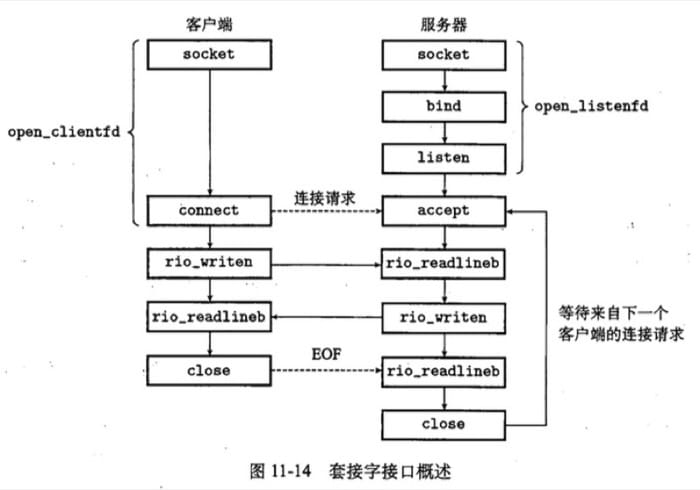 客户端
服务器
socket
socket
bind
open_clientfd
open_listenfd
listen
连接请求
connect
accept
rio_writen
rio_readlineb
rio_readlineb
rio_writen
等待来自下一个
客户端的连接请求
EOF
close
rio_readlineb
close
图 11-14 套接字接口概述